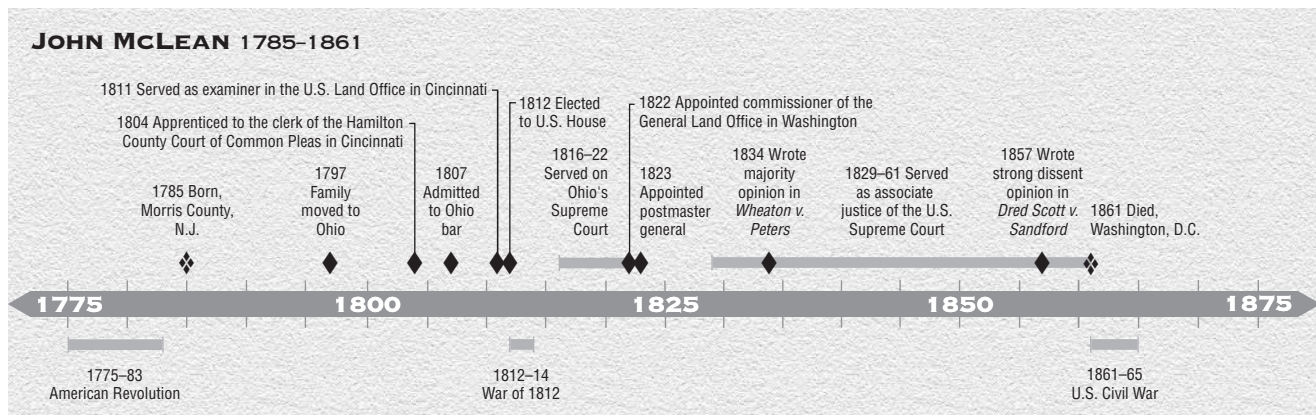 JOHN MCLEAN 1785–1861
1811 Served as examiner in the U.S. Land Office in Cincinnati
1804 Apprenticed to the clerk of the Hamilton
County Court of Common Pleas in Cincinnati
1785 Born,
Morris County,
N.J.
1797
Family
moved to
Ohio
1807
Admitted
to Ohio
bar
1812 Elected
to U.S. House
1816–22
Served on
Ohio's
Supreme
Court
1822 Appointed commissioner of the
General Land Office in Washington
1823
Appointed
postmaster
general
1834 Wrote
majority
opinion in
Wheaton v.
Peters
1829–61 Served
as associate
justice of the U.S.
Supreme Court
1857 Wrote
strong dissent
opinion in
Dred Scott v.
Sandford
1861 Died,
Washington, D.C.
1775
1800
1825
1850
1875
1775–83
American Revolution
1812–14
War of 1812
1861–65
U.S. Civil War